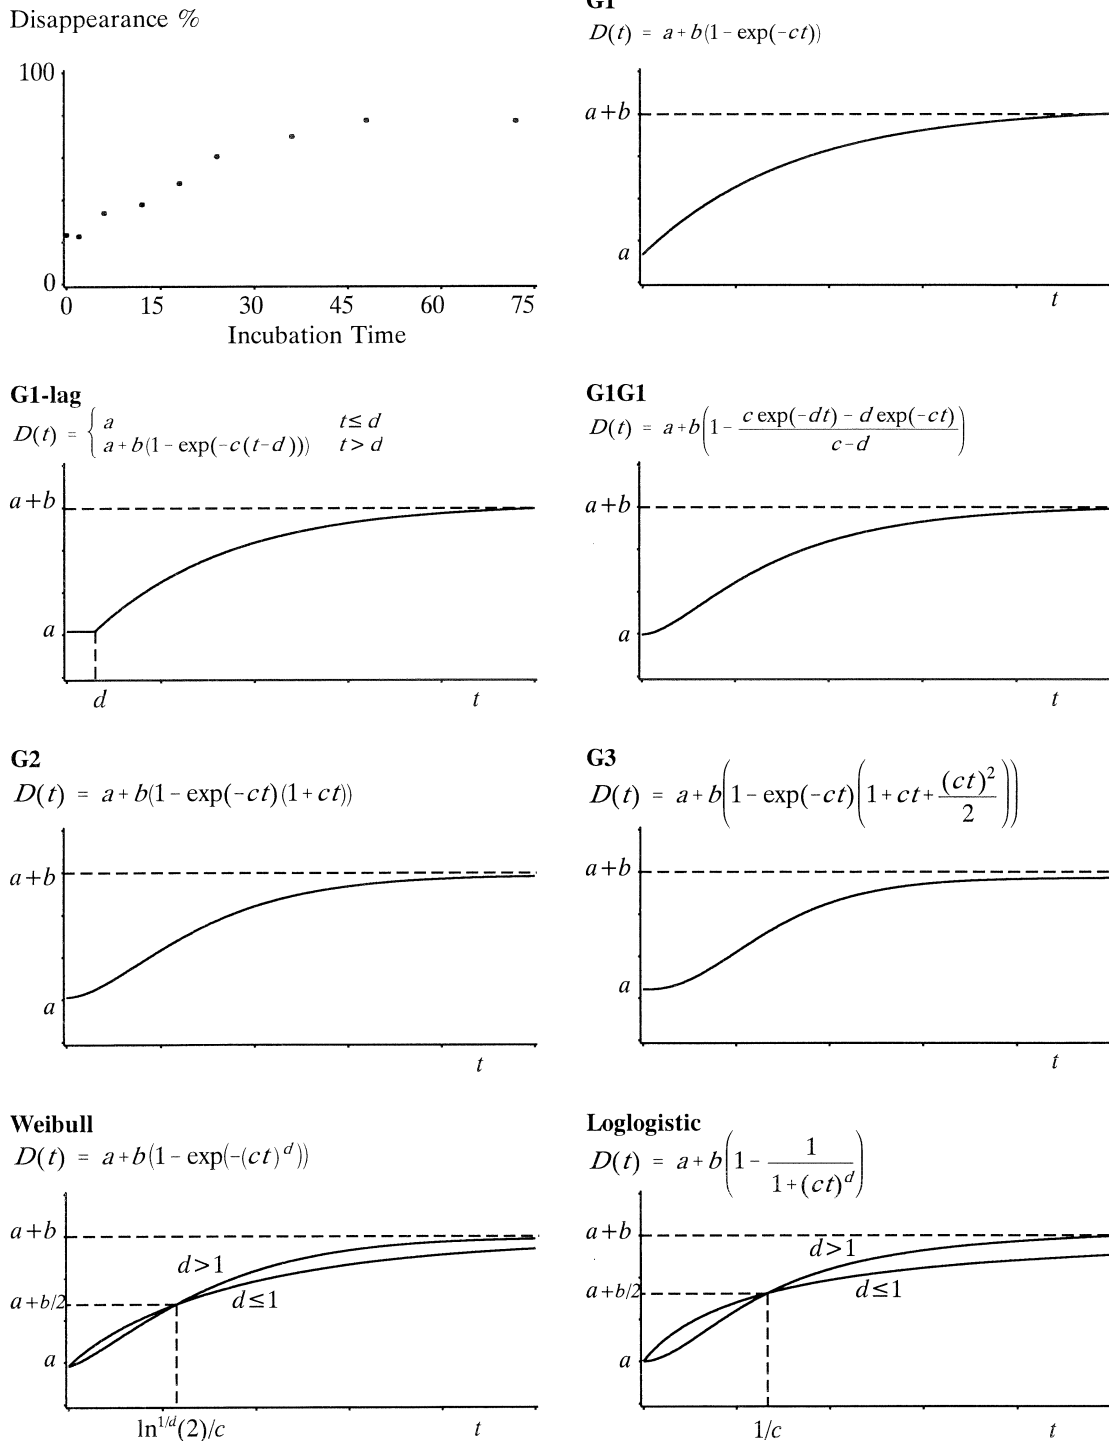 Disappearance %
100
0
0 15 30 45 60 75
Incubation Time
G1
D(t) = a+b(1-exp(-ct))
a+b
a
t
G1-lag
D(t) = { a t≤d
a+b(1-exp(-c(t-d))) t>d
a+b
a
d t
G1G1
D(t) = a+b(1- (c exp(-dt) - d exp(-ct))/(c-d))
a+b
a
t
G2
D(t) = a+b(1-exp(-ct)(1+ct))
a+b
a
t
G3
D(t) = a+b(1-exp(-ct)(1+ct+(ct)²/2))
a+b
a
t
Weibull
D(t) = a+b(1-exp(-(ct)^d))
a+b
d>1
a+b/2
d≤1
a
ln^{1/d}(2)/c t
Loglogistic
D(t) = a+b(1- 1/(1+(ct)^d))
a+b
d>1
a+b/2
d≤1
a
1/c t